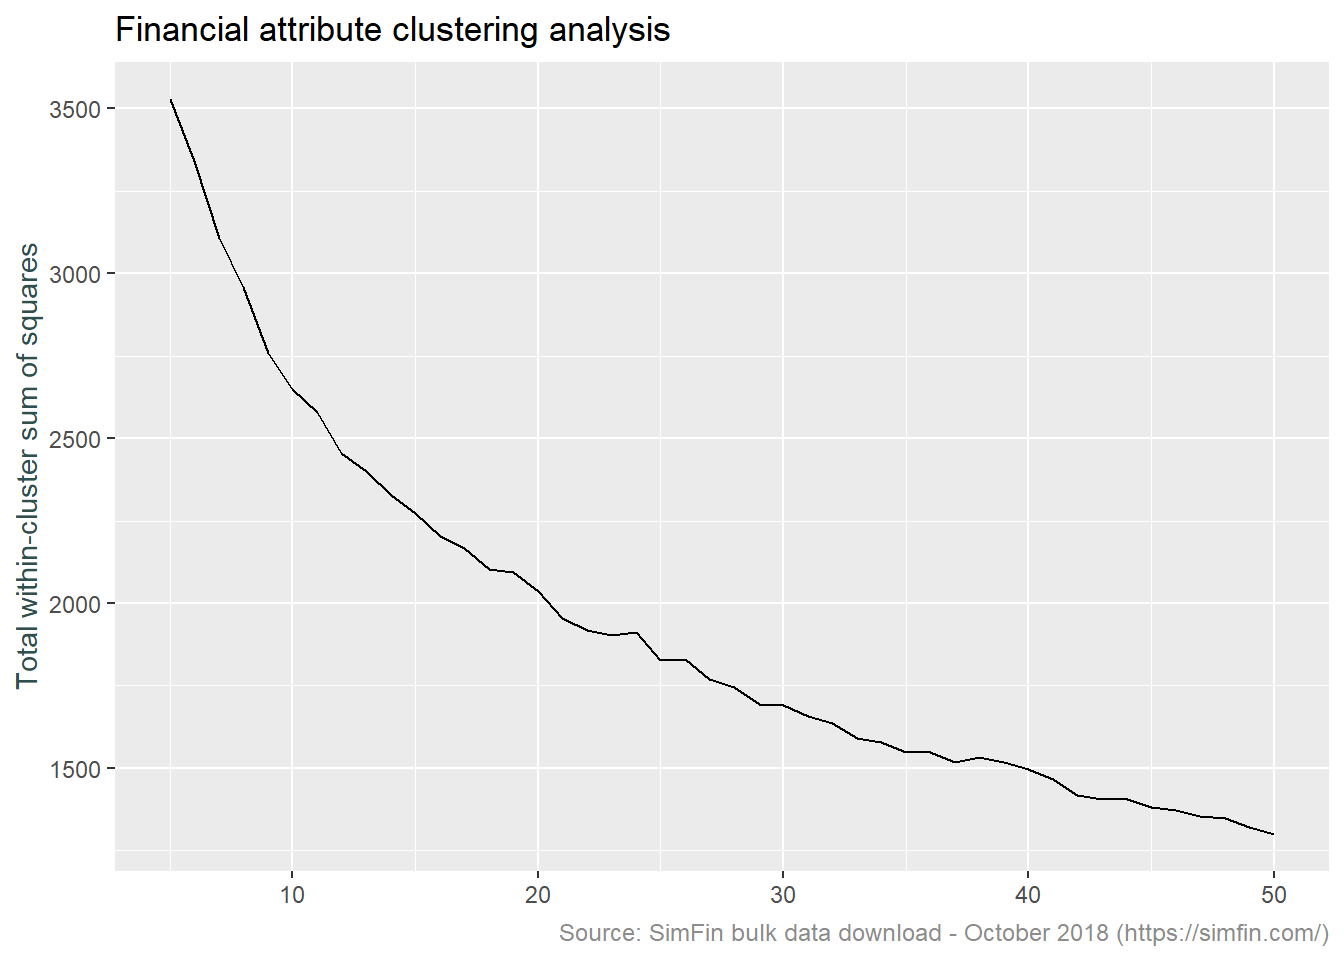 Financial attribute clustering analysis
Total within-cluster sum of squares
3500
3000
2500
2000
1500
10 20 30 40 50
Source: SimFin bulk data download - October 2018 (https://simfin.com/)